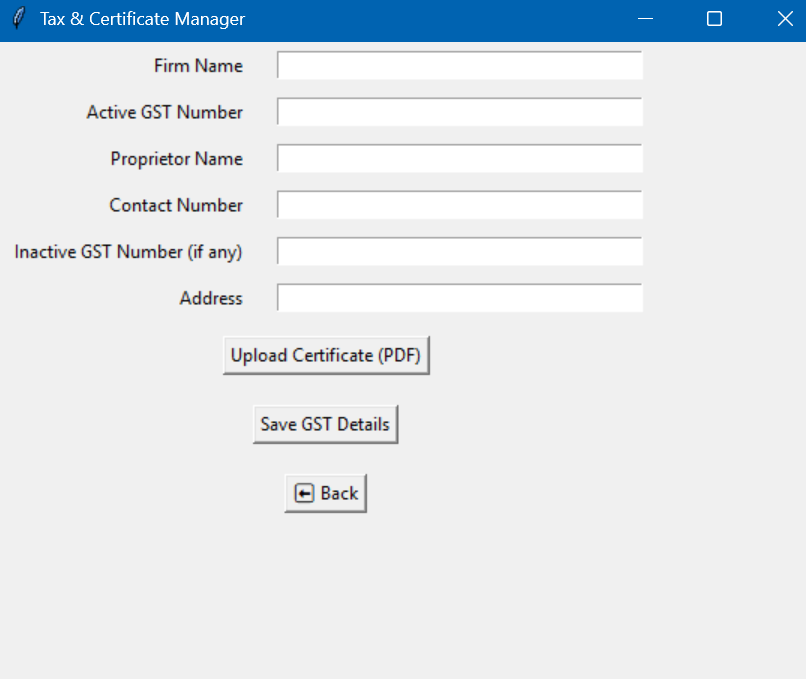 Tax & Certificate Manager
Firm Name
Active GST Number
Proprietor Name
Contact Number
Inactive GST Number (if any)
Address
Upload Certificate (PDF)
Save GST Details
Back